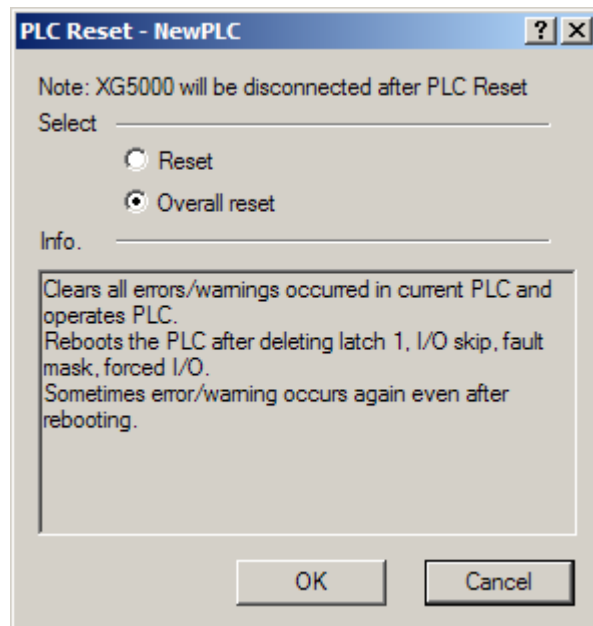 PLC Reset - NewPLC
Note: XG5000 will be disconnected after PLC Reset
Select
Reset
Overall reset
Info.
Clears all errors/warnings occurred in current PLC and
operates PLC.
Reboots the PLC after deleting latch 1, I/O skip, fault
mask, forced I/O.
Sometimes error/warning occurs again even after
rebooting.
OK
Cancel